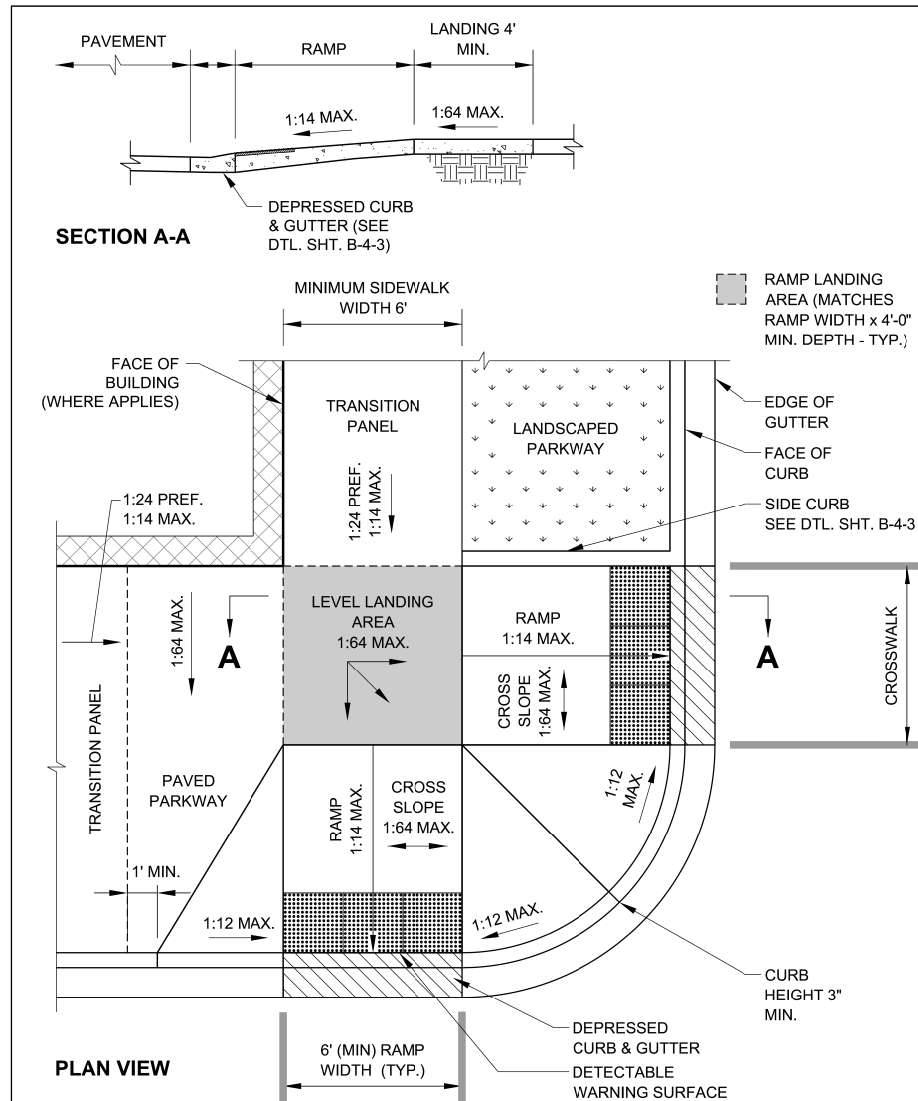 PAVEMENT
RAMP
LANDING 4'
MIN.
1:14 MAX.
1:64 MAX.
DEPRESSED CURB
& GUTTER (SEE
DTL. SHT. B-4-3)
SECTION A-A
MINIMUM SIDEWALK
WIDTH 6'
RAMP LANDING
AREA (MATCHES
RAMP WIDTH x 4'-0"
MIN. DEPTH - TYP.)
FACE OF
BUILDING
(WHERE APPLIES)
TRANSITION
PANEL
LANDSCAPED
PARKWAY
EDGE OF
GUTTER
FACE OF
CURB
1:24 PREF.
1:14 MAX.
1:24 PREF.
1:14 MAX.
SIDE CURB
SEE DTL. SHT. B-4-3
LEVEL LANDING
AREA
1:64 MAX.
RAMP
1:14 MAX.
1:64 MAX.
A
A
CROSS
SLOPE
1:64 MAX.
CROSSWALK
TRANSITION PANEL
PAVED
PARKWAY
RAMP
1:14 MAX.
CROSS
SLOPE
1:64 MAX.
1:12
MAX.
1' MIN.
1:12 MAX.
1:12 MAX.
CURB
HEIGHT 3"
MIN.
DEPRESSED
CURB & GUTTER
DETECTABLE
WARNING SURFACE
6' (MIN) RAMP
WIDTH (TYP.)
PLAN VIEW